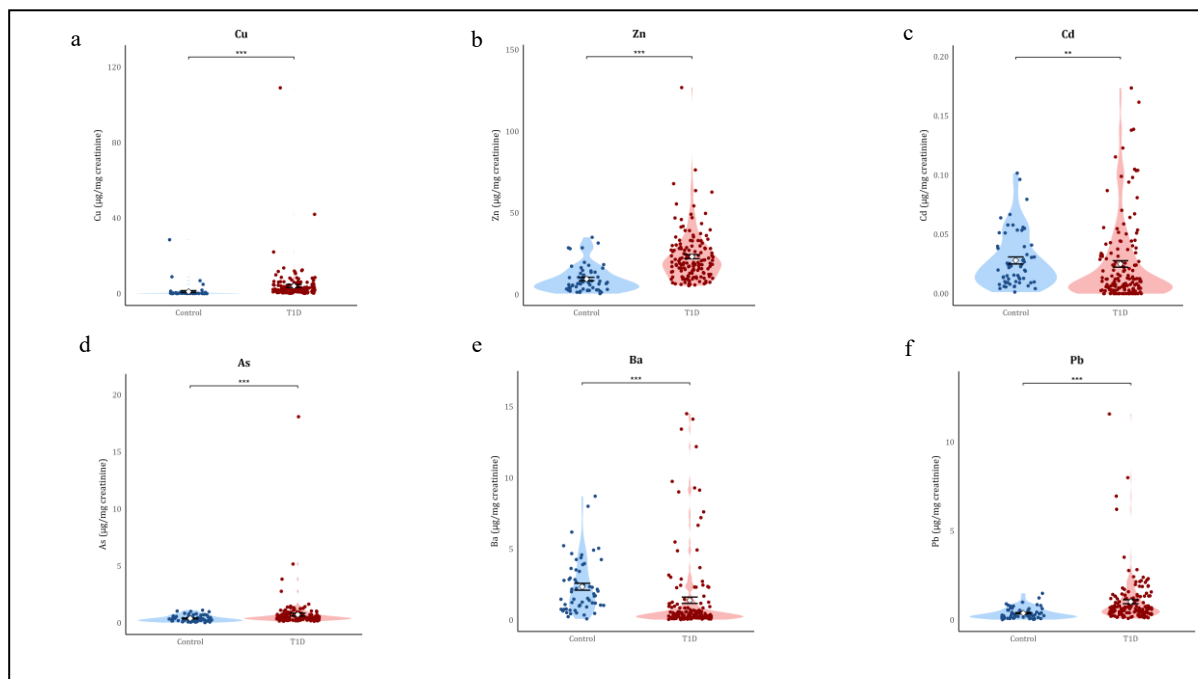 a
Cu
***
120
80
40
0
Cu (µg/mg creatinine)
Control
T1D
b
Zn
***
150
100
50
0
Zn (µg/mg creatinine)
Control
T1D
c
Cd
**
0.20
0.15
0.10
0.05
0.00
Cd (µg/mg creatinine)
Control
T1D
d
As
***
20
15
10
5
0
As (µg/mg creatinine)
Control
T1D
e
Ba
***
15
10
5
0
Ba (µg/mg creatinine)
Control
T1D
f
Pb
***
10
5
0
Pb (µg/mg creatinine)
Control
T1D